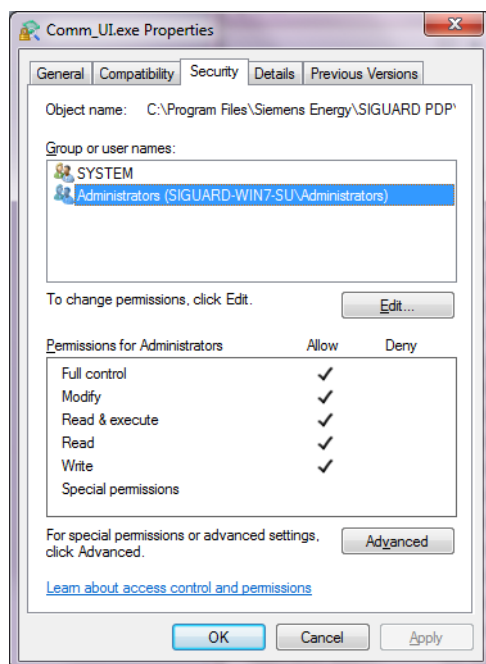 Comm_UI.exe Properties
General Compatibility Security Details Previous Versions
Object name: C:\Program Files\Siemens Energy\SIGUARD PDP\
Group or user names:
SYSTEM
Administrators (SIGUARD-WIN7-SU\Administrators)
To change permissions, click Edit.
Edit...
Permissions for Administrators Allow Deny
Full control
Modify
Read & execute
Read
Write
Special permissions
For special permissions or advanced settings,
click Advanced.
Advanced
Learn about access control and permissions
OK Cancel Apply